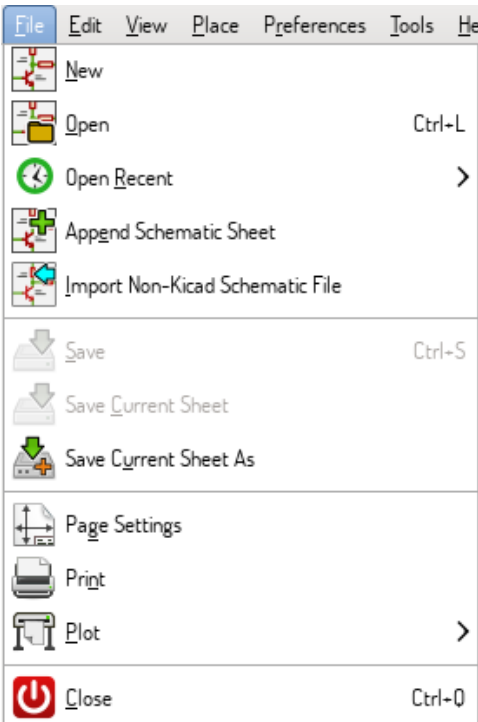 File Edit View Place Preferences Tools He
New
Open Ctrl+L
Open Recent
Append Schematic Sheet
Import Non-Kicad Schematic File
Save Ctrl+S
Save Current Sheet
Save Current Sheet As
Page Settings
Print
Plot
Close Ctrl+Q